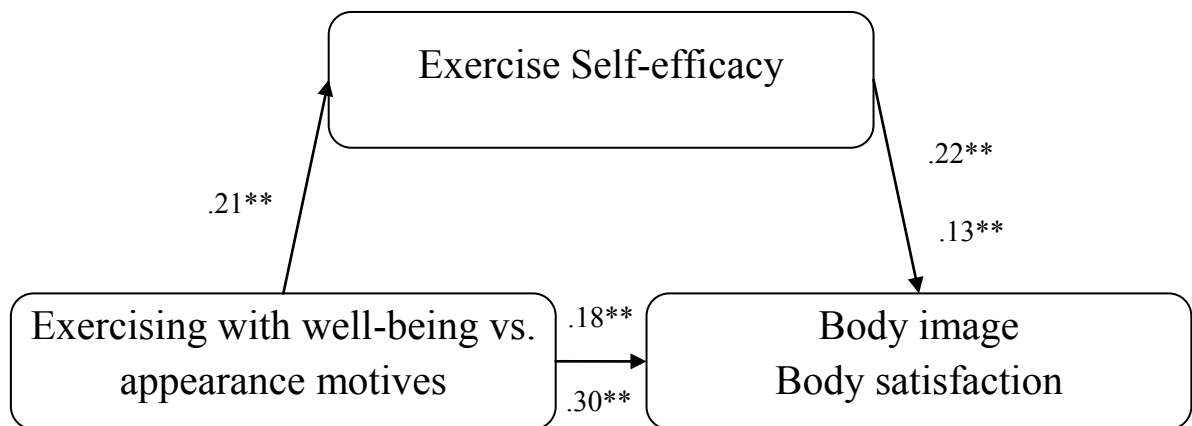 Exercise Self-efficacy
.22**
.21**
.13**
Exercising with well-being vs.
appearance motives
.18**
.30**
Body image
Body satisfaction